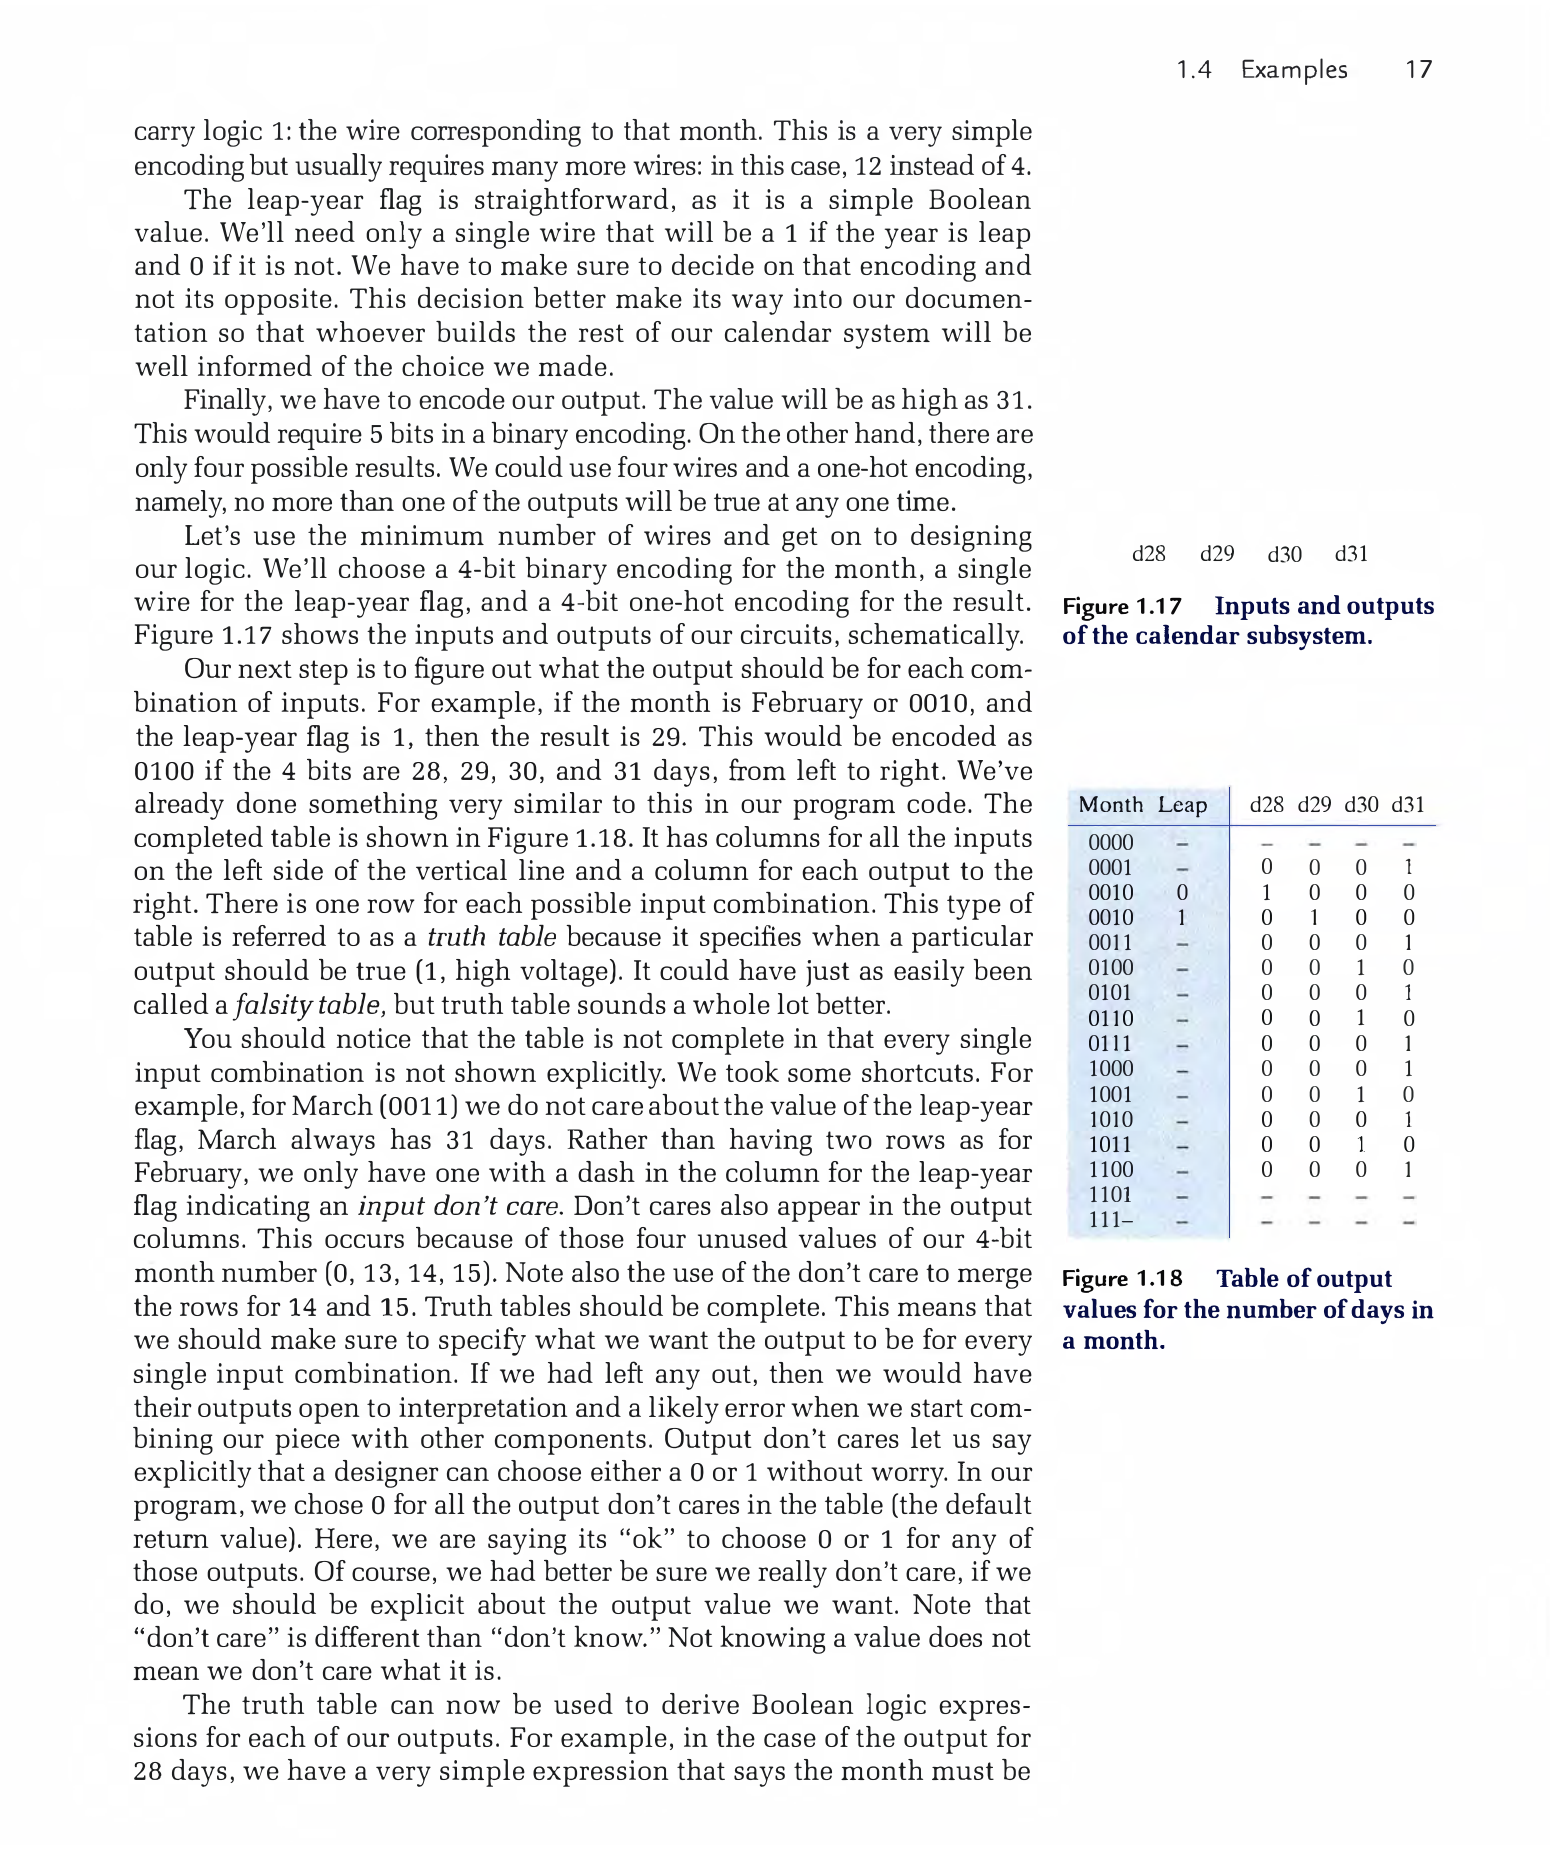 1.4 Examples 17
carry logic 1: the wire corresponding to that month. This is a very simple
encoding but usually requires many more wires: in this case, 12 instead of 4.
The leap-year flag is straightforward, as it is a simple Boolean
value. We'll need only a single wire that will be a 1 if the year is leap
and 0 if it is not. We have to make sure to decide on that encoding and
not its opposite. This decision better make its way into our documen-
tation so that whoever builds the rest of our calendar system will be
well informed of the choice we made.
Finally, we have to encode our output. The value will be as high as 31.
This would require 5 bits in a binary encoding. On the other hand, there are
only four possible results. We could use four wires and a one-hot encoding,
namely, no more than one of the outputs will be true at any one time.
Let's use the minimum number of wires and get on to designing
our logic. We'll choose a 4-bit binary encoding for the month, a single
wire for the leap-year flag, and a 4-bit one-hot encoding for the result.
Figure 1.17 shows the inputs and outputs of our circuits, schematically.
Our next step is to figure out what the output should be for each com-
bination of inputs. For example, if the month is February or 0010, and
the leap-year flag is 1, then the result is 29. This would be encoded as
0100 if the 4 bits are 28, 29, 30, and 31 days, from left to right. We've
already done something very similar to this in our program code. The
completed table is shown in Figure 1.18. It has columns for all the inputs
on the left side of the vertical line and a column for each output to the
right. There is one row for each possible input combination. This type of
table is referred to as a truth table because it specifies when a particular
output should be true (1, high voltage). It could have just as easily been
called a falsity table, but truth table sounds a whole lot better.
You should notice that the table is not complete in that every single
input combination is not shown explicitly. We took some shortcuts. For
example, for March (0011) we do not care about the value of the leap-year
flag, March always has 31 days. Rather than having two rows as for
February, we only have one with a dash in the column for the leap-year
flag indicating an input don't care. Don't cares also appear in the output
columns. This occurs because of those four unused values of our 4-bit
month number (0, 13, 14, 15). Note also the use of the don't care to merge
the rows for 14 and 15. Truth tables should be complete. This means that
we should make sure to specify what we want the output to be for every
single input combination. If we had left any out, then we would have
their outputs open to interpretation and a likely error when we start com-
bining our piece with other components. Output don't cares let us say
explicitly that a designer can choose either a 0 or 1 without worry. In our
program, we chose 0 for all the output don't cares in the table (the default
return value). Here, we are saying its "ok" to choose 0 or 1 for any of
those outputs. Of course, we had better be sure we really don't care, if we
do, we should be explicit about the output value we want. Note that
"don't care" is different than "don't know." Not knowing a value does not
mean we don't care what it is.
The truth table can now be used to derive Boolean logic expres-
sions for each of our outputs. For example, in the case of the output for
28 days, we have a very simple expression that says the month must be
d28 d29 d30 d31
Figure 1.17 Inputs and outputs
of the calendar subsystem.
Month Leap d28 d29 d30 d31
0000 – – – – –
0001 – 0 0 0 1
0010 0 1 0 0 0
0010 1 0 1 0 0
0011 – 0 0 0 1
0100 – 0 0 1 0
0101 – 0 0 0 1
0110 – 0 0 1 0
0111 – 0 0 0 1
1000 – 0 0 0 1
1001 – 0 0 1 0
1010 – 0 0 0 1
1011 – 0 0 1 0
1100 – 0 0 0 1
1101 – – – – –
111– – – – – –
Figure 1.18 Table of output
values for the number of days in
a month.